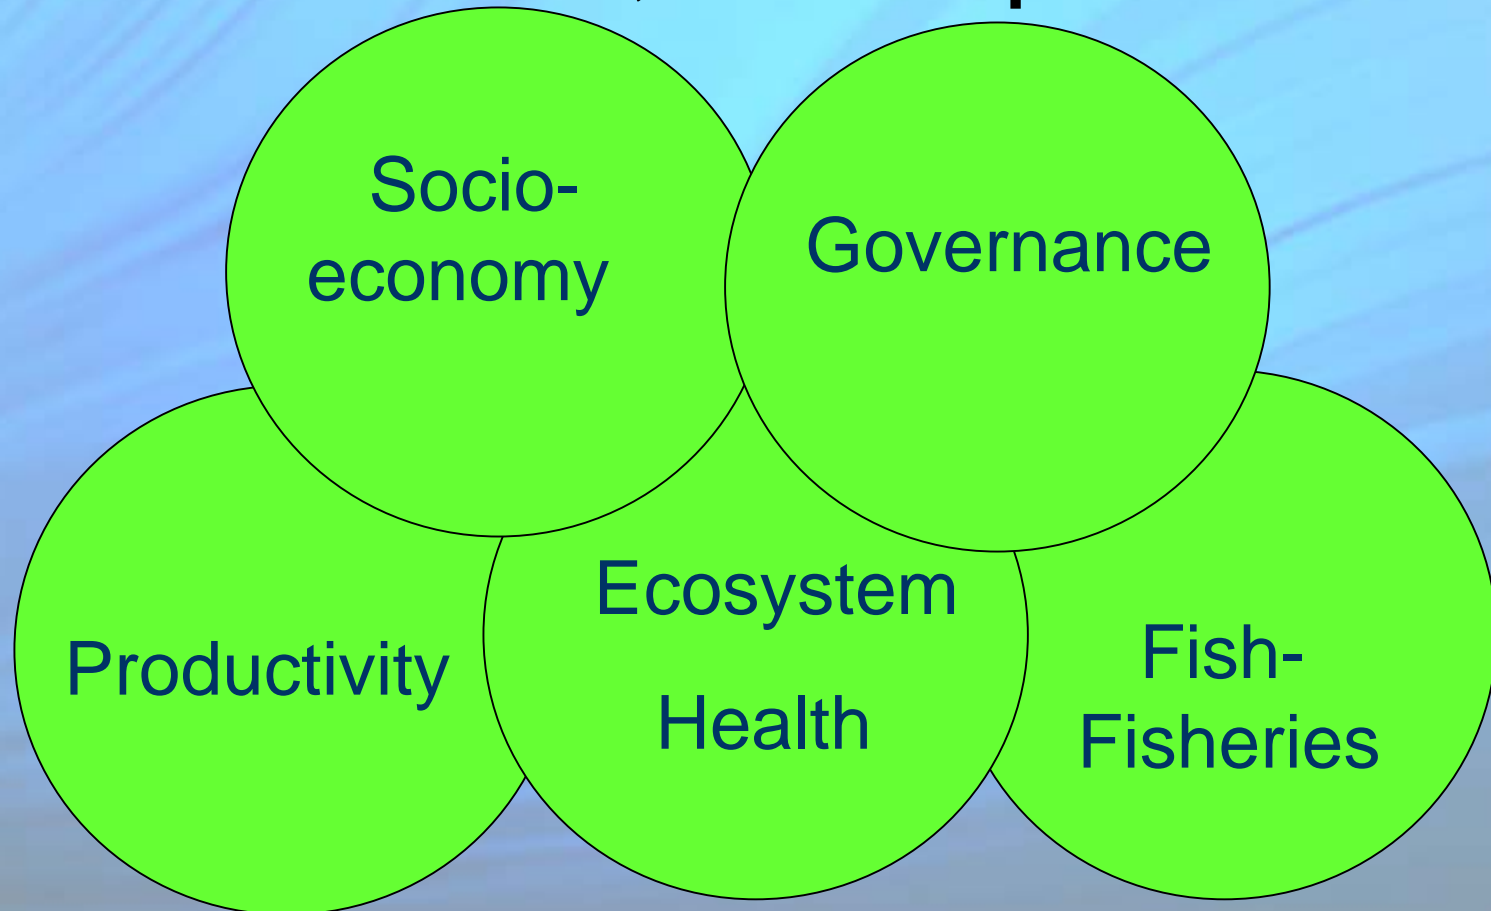 Socio-
economy
Governance
Productivity
Ecosystem
Health
Fish-
Fisheries